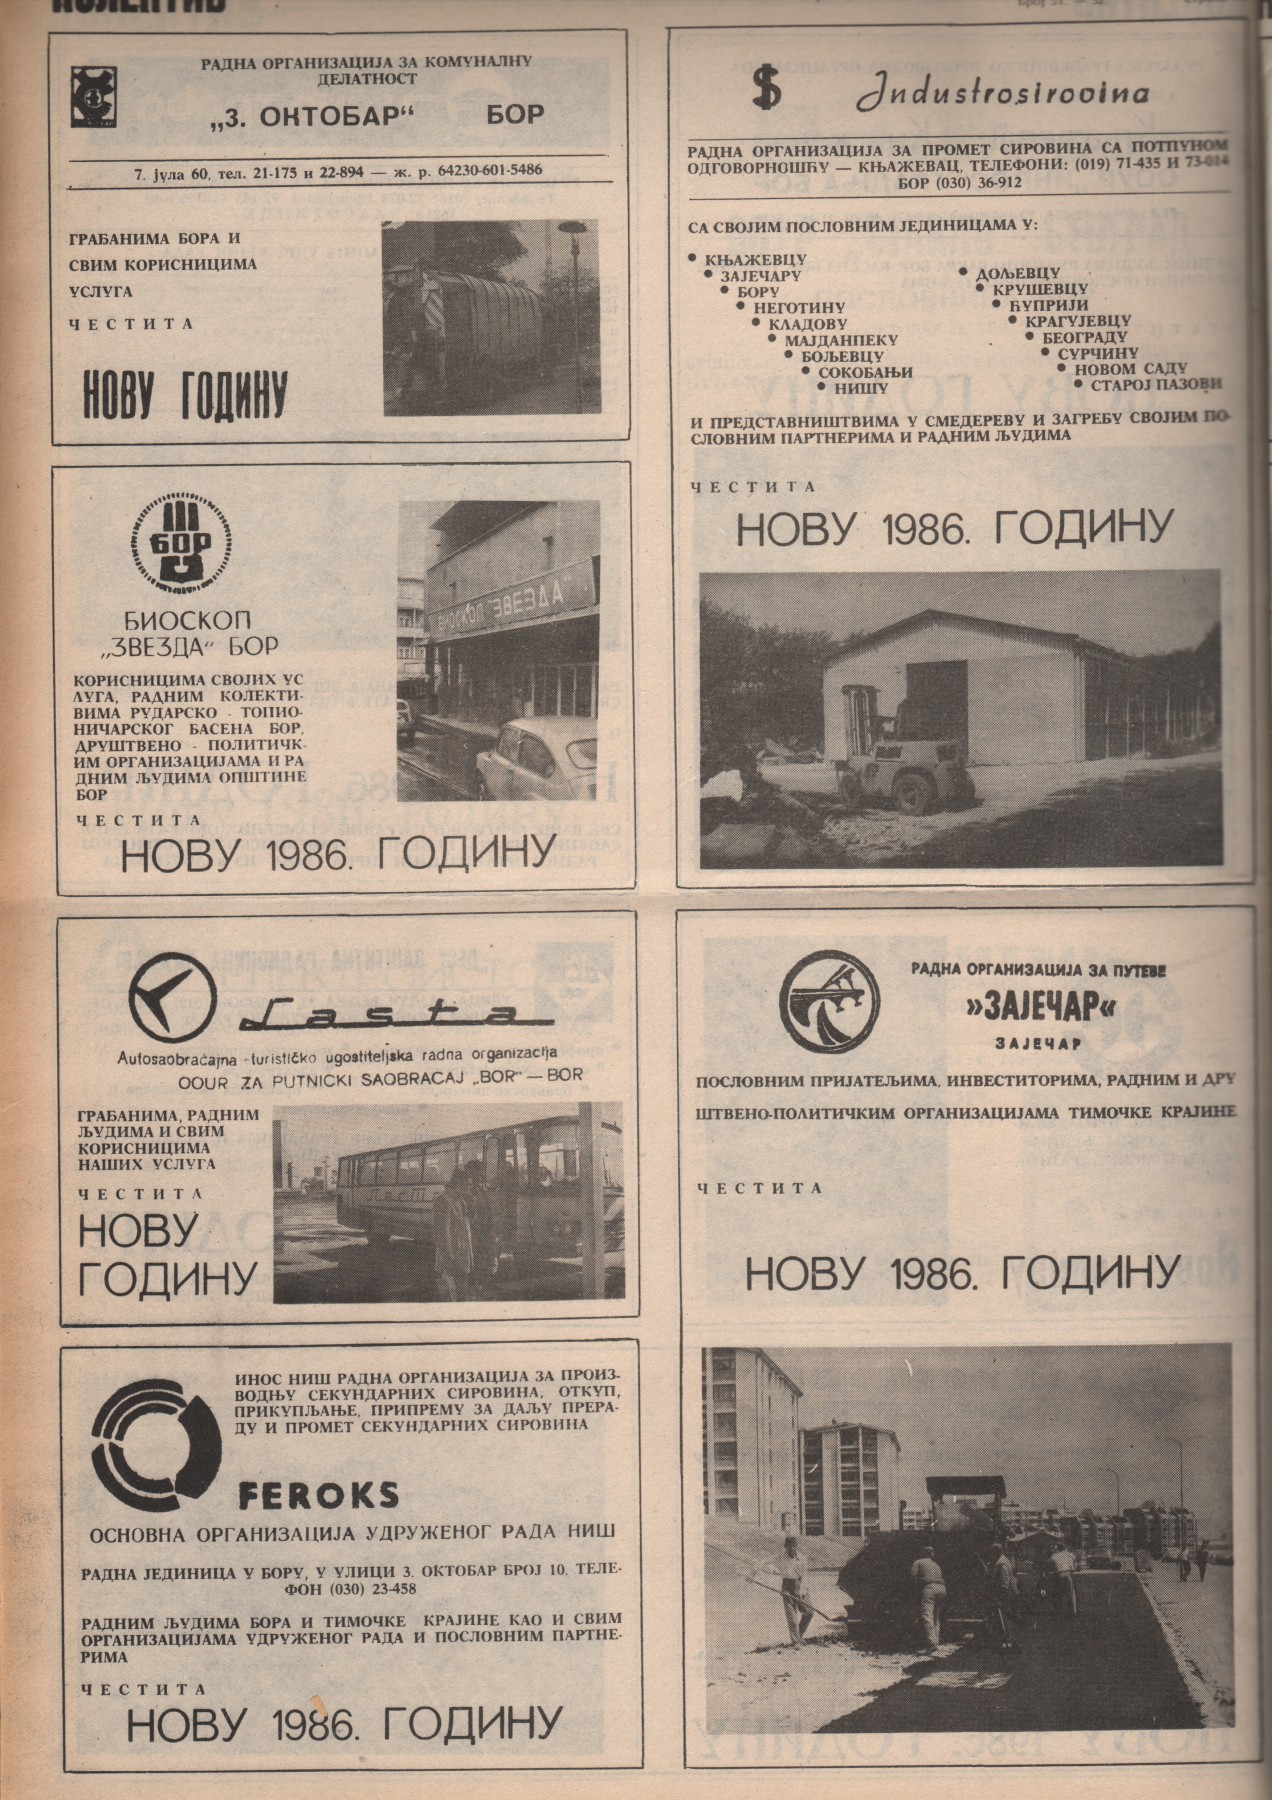 КОЛЕКТИВ
РАДНА ОРГАНИЗАЦИЈА ЗА КОМУНАЛНУ
ДЕЛАТНОСТ
„3. ОКТОБАР“ БОР
7. јула 60, тел. 21-175 и 22-894 — ж. р. 64230-601-5486
ГРАЂАНИМА БОРА И
СВИМ КОРИСНИЦИМА
УСЛУГА
ЧЕСТИТА
НОВУ ГОДИНУ
БОР
БИОСКОП
„ЗВЕЗДА“ БОР
БИОСКОП "ЗВЕЗДА"
КОРИСНИЦИМА СВОЈИХ УС
ЛУГА, РАДНИМ КОЛЕКТИ-
ВИМА РУДАРСКО - ТОПИО-
НИЧАРСКОГ БАСЕНА БОР,
ДРУШТВЕНО - ПОЛИТИЧК-
ИМ ОРГАНИЗАЦИЈАМА И РА
ДНИМ ЉУДИМА ОПШТИНЕ
БОР
ЧЕСТИТА
НОВУ 1986. ГОДИНУ
Lasta
Autosaobraćajna -turističko ugostiteljska radna organizacija
OOUR ZA PUTNICKI SAOBRACAJ „BOR“ — BOR
ГРАЂАНИМА, РАДНИМ
ЉУДИМА И СВИМ
КОРИСНИЦИМА
НАШИХ УСЛУГА
ЧЕСТИТА
НОВУ
ГОДИНУ
ИНОС НИШ РАДНА ОРГАНИЗАЦИЈА ЗА ПРОИЗ-
ВОДЊУ СЕКУНДАРНИХ СИРОВИНА, ОТКУП,
ПРИКУПЉАЊЕ, ПРИПРЕМУ ЗА ДАЉУ ПРЕРА-
ДУ И ПРОМЕТ СЕКУНДАРНИХ СИРОВИНА
FEROKS
ОСНОВНА ОРГАНИЗАЦИЈА УДРУЖЕНОГ РАДА НИШ
РАДНА ЈЕДИНИЦА У БОРУ, У УЛИЦИ 3. ОКТОБАР БРОЈ 10. ТЕЛЕ-
ФОН (030) 23-458
РАДНИМ ЉУДИМА БОРА И ТИМОЧКЕ КРАЈИНЕ КАО И СВИМ
ОРГАНИЗАЦИЈАМА УДРУЖЕНОГ РАДА И ПОСЛОВНИМ ПАРТНЕ-
РИМА
ЧЕСТИТА
НОВУ 1986. ГОДИНУ
Industrosirovina
РАДНА ОРГАНИЗАЦИЈА ЗА ПРОМЕТ СИРОВИНА СА ПОТПУНОМ
ОДГОВОРНОШЋУ — КЊАЖЕВАЦ, ТЕЛЕФОНИ: (019) 71-435 И 73-014
БОР (030) 36-912
СА СВОЈИМ ПОСЛОВНИМ ЈЕДИНИЦАМА У:
• КЊАЖЕВЦУ
• ЗАЈЕЧАРУ
• БОРУ
• НЕГОТИНУ
• КЛАДОВУ
• МАЈДАНПЕКУ
• БОЉЕВЦУ
• СОКОБАЊИ
• НИШУ
• ДОЉЕВЦУ
• КРУШЕВЦУ
• ЋУПРИЈИ
• КРАГУЈЕВЦУ
• БЕОГРАДУ
• СУРЧИНУ
• НОВОМ САДУ
• СТАРОЈ ПАЗОВИ
И ПРЕДСТАВНИШТВИМА У СМЕДЕРЕВУ И ЗАГРЕБУ СВОЈИМ ПО-
СЛОВНИМ ПАРТНЕРИМА И РАДНИМ ЉУДИМА
ЧЕСТИТА
НОВУ 1986. ГОДИНУ
РАДНА ОРГАНИЗАЦИЈА ЗА ПУТЕВЕ
»ЗАЈЕЧАР«
ЗАЈЕЧАР
ПОСЛОВНИМ ПРИЈАТЕЉИМА, ИНВЕСТИТОРИМА, РАДНИМ И ДРУ
ШТВЕНО-ПОЛИТИЧКИМ ОРГАНИЗАЦИЈАМА ТИМОЧКЕ КРАЈИНЕ
ЧЕСТИТА
НОВУ 1986. ГОДИНУ